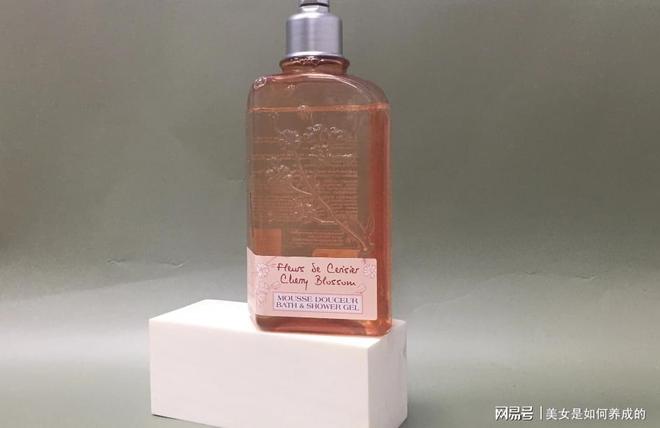 Fleurs de Cerisier
Cherry Blossom
MOUSSE DOUCEUR
BATH & SHOWER GEL
网易号 | 美女是如何养成的